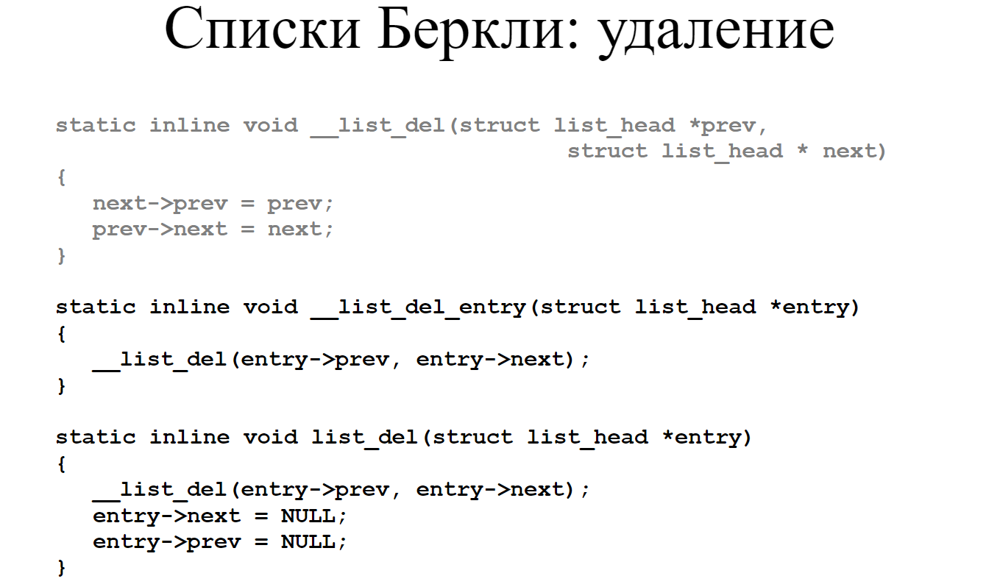 Списки Беркли: удаление
static inline void __list_del(struct list_head *prev,
struct list_head * next)
{
next->prev = prev;
prev->next = next;
}
static inline void __list_del_entry(struct list_head *entry)
{
__list_del(entry->prev, entry->next);
}
static inline void list_del(struct list_head *entry)
{
__list_del(entry->prev, entry->next);
entry->next = NULL;
entry->prev = NULL;
}